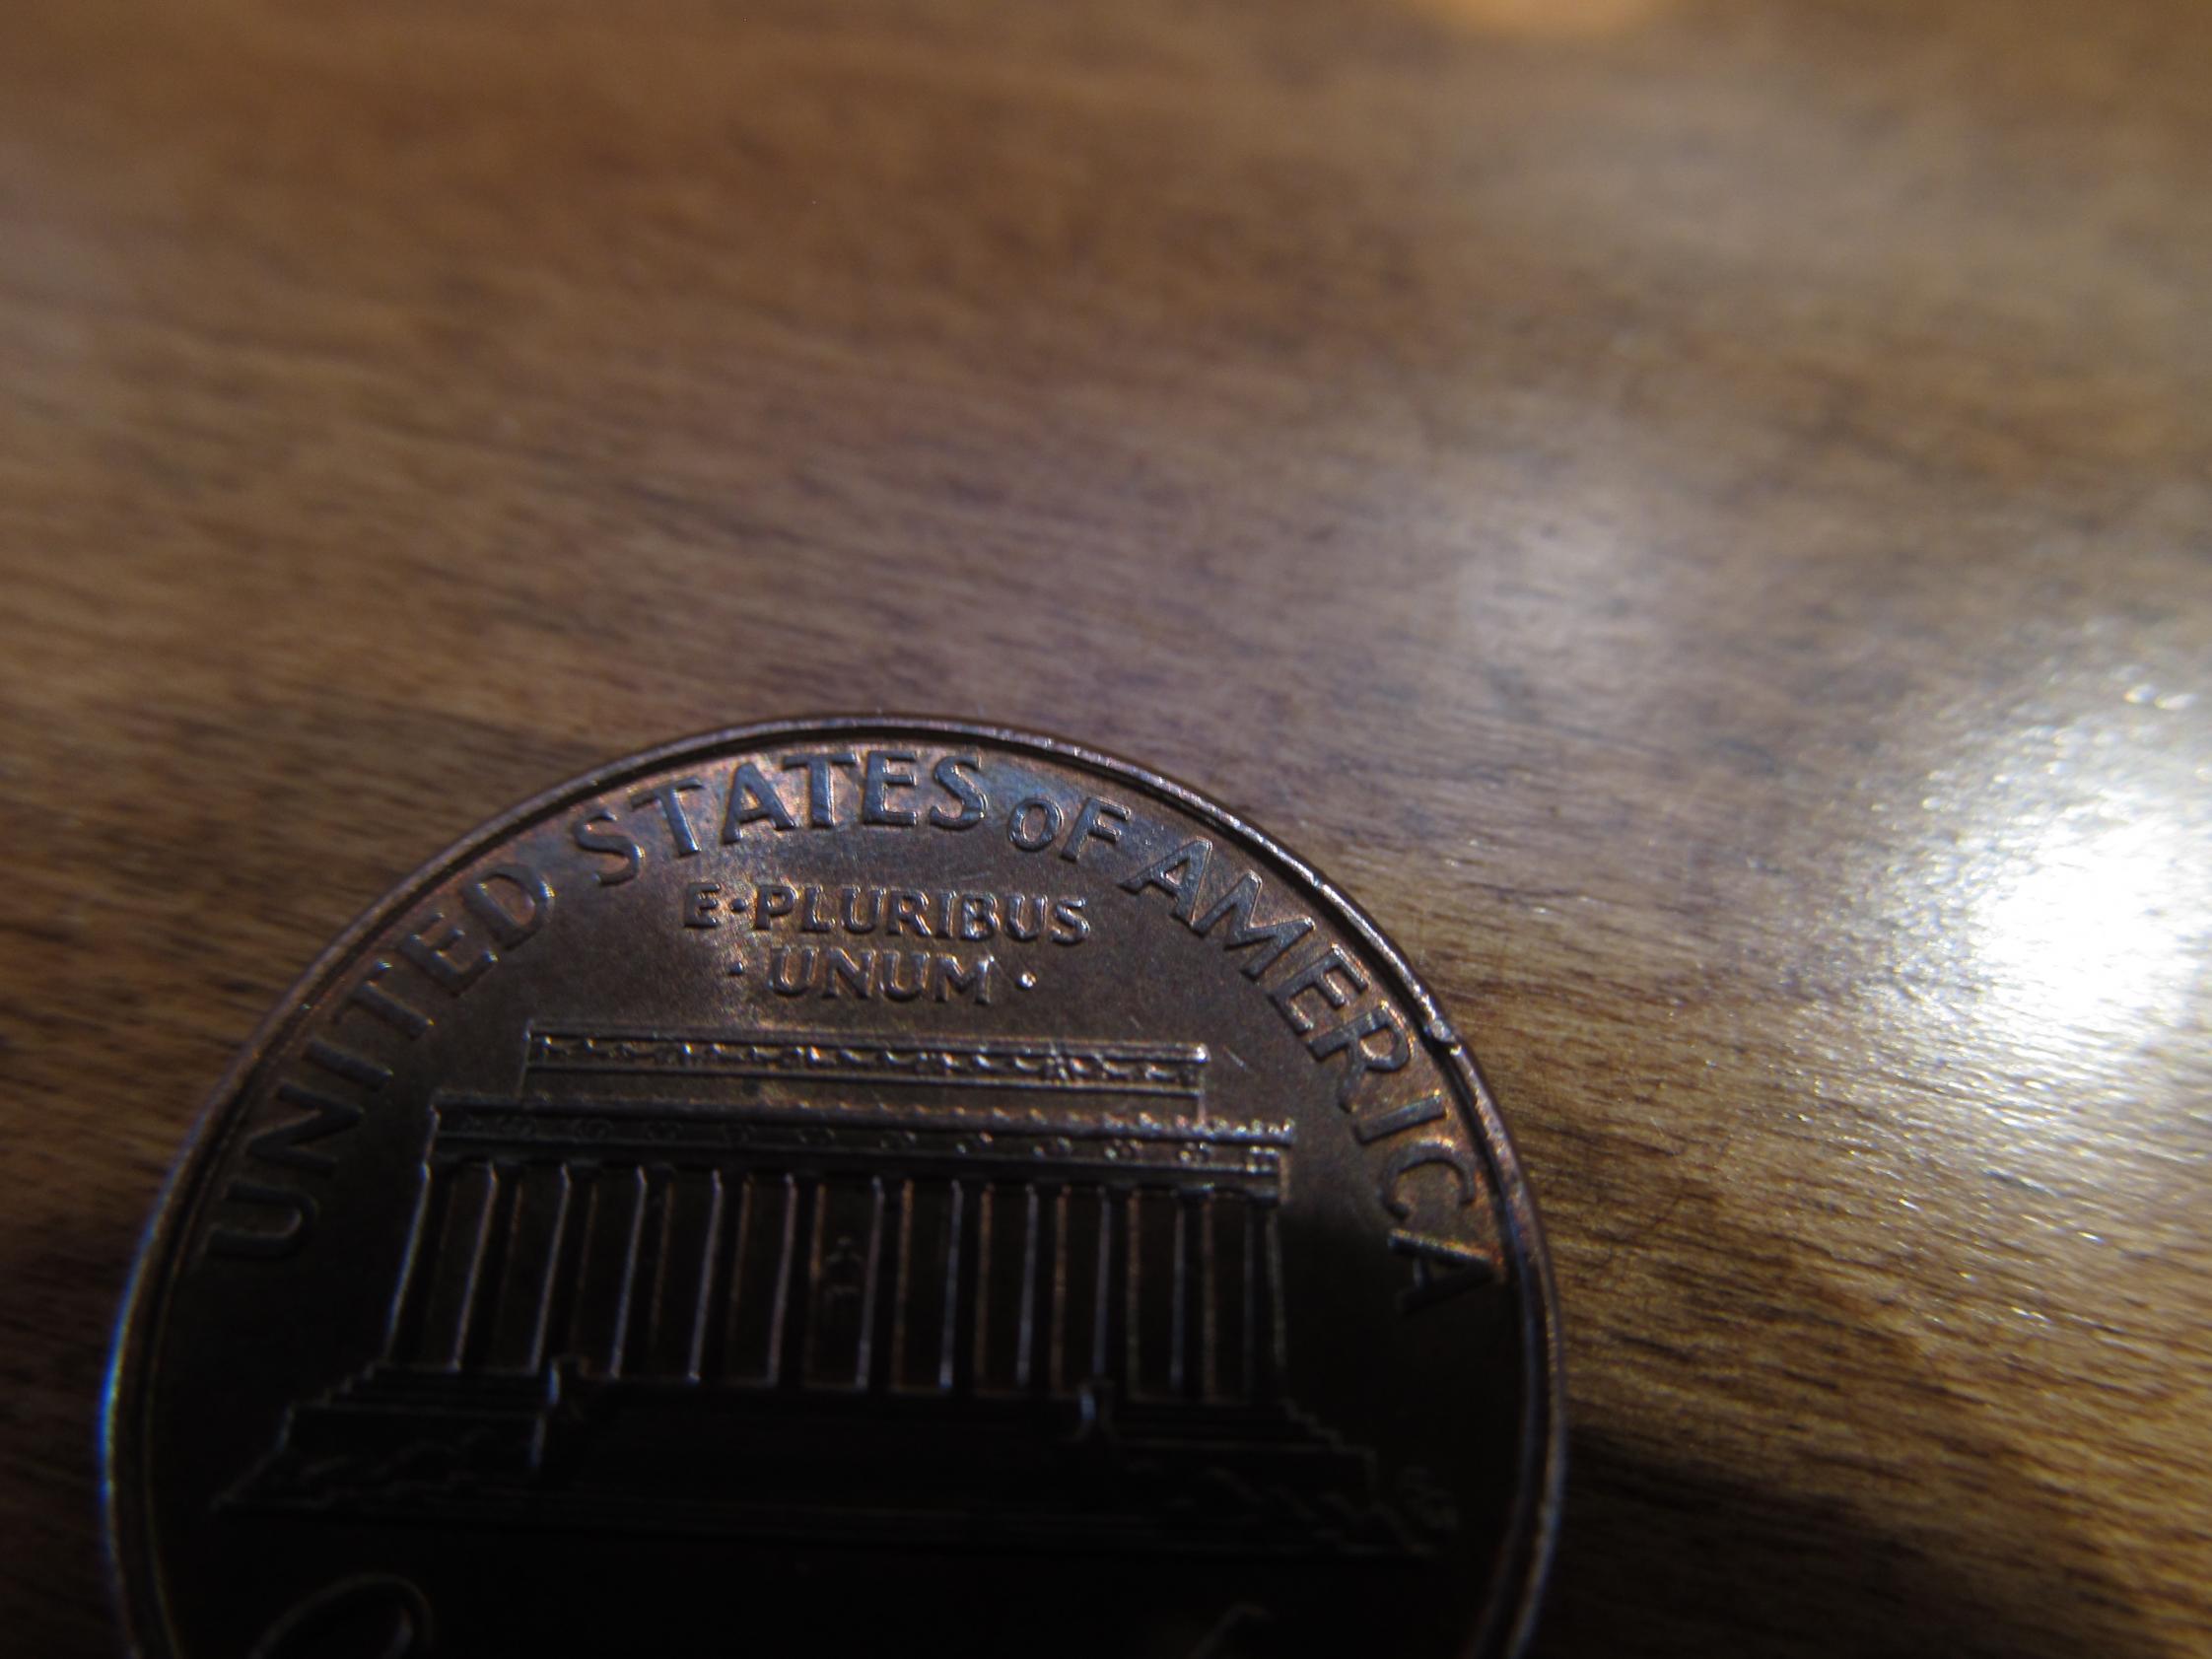 UNITED STATES OF AMERICA
E·PLURIBUS
·UNUM·